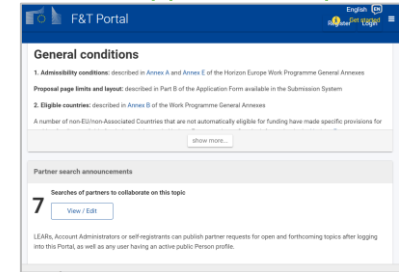 F&T Portal
English EN
Register
Login
Get started
General conditions
1. Admissibility conditions: described in Annex A and Annex E of the Horizon Europe Work Programme General Annexes
Proposal page limits and layout: described in Part B of the Application Form available in the Submission System
2. Eligible countries: described in Annex B of the Work Programme General Annexes
A number of non-EU/non-Associated Countries that are not automatically eligible for funding have made specific provisions for
show more...
Partner search announcements
Searches of partners to collaborate on this topic
7
View / Edit
LEARs, Account Administrators or self-registrants can publish partner requests for open and forthcoming topics after logging
into this Portal, as well as any user having an active public Person profile.